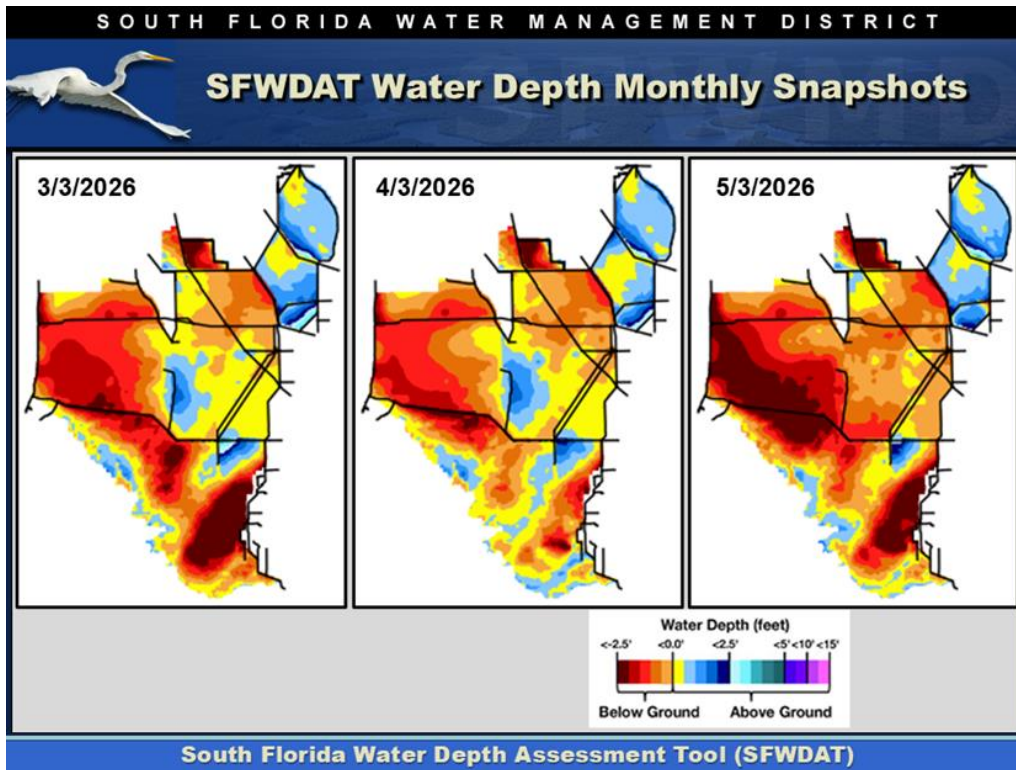 SOUTH FLORIDA WATER MANAGEMENT DISTRICT
SFWDAT Water Depth Monthly Snapshots
3/3/2026
4/3/2026
5/3/2026
Water Depth (feet)
<-2.5' <0.0' <2.5' <5' <10' <15'
Below Ground Above Ground
South Florida Water Depth Assessment Tool (SFWDAT)